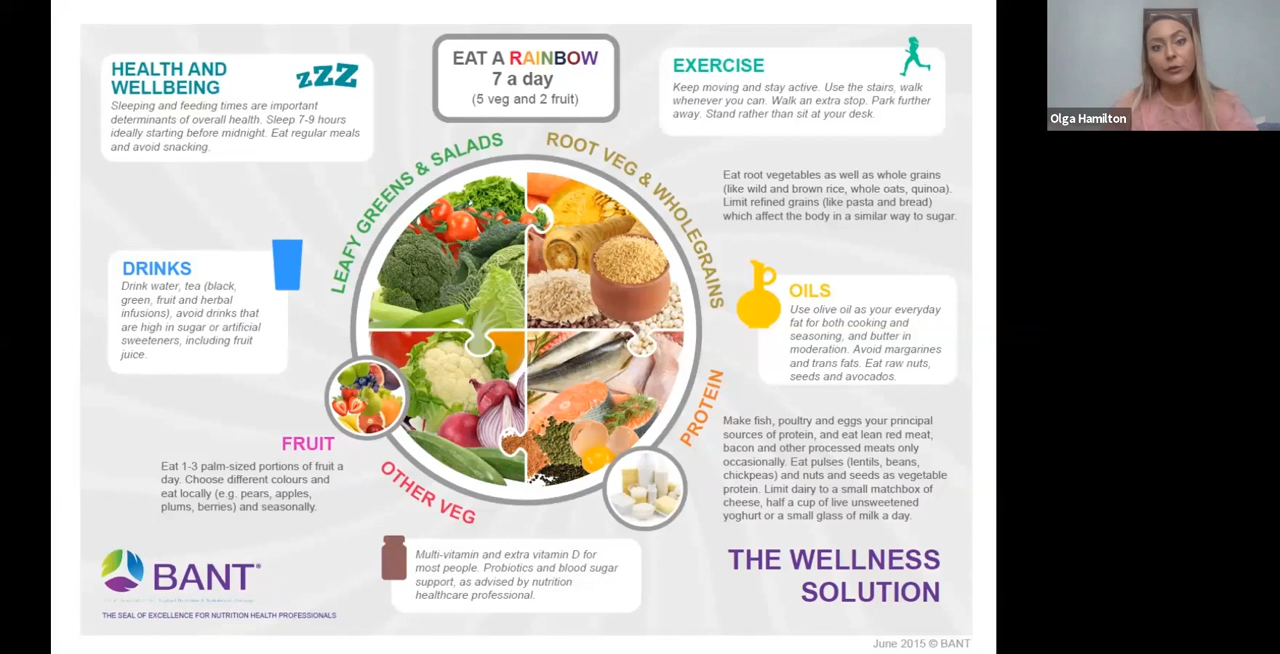 EAT A RAINBOW
7 a day
(5 veg and 2 fruit)
HEALTH AND
WELLBEING
zzz
Sleeping and feeding times are important
determinants of overall health. Sleep 7-9 hours
ideally starting before midnight. Eat regular meals
and avoid snacking.
EXERCISE
Keep moving and stay active. Use the stairs, walk
whenever you can. Walk an extra stop. Park further
away. Stand rather than sit at your desk.
Olga Hamilton
LEAFY GREENS & SALADS
ROOT VEG & WHOLEGRAINS
Eat root vegetables as well as whole grains
(like wild and brown rice, whole oats, quinoa).
Limit refined grains (like pasta and bread)
which affect the body in a similar way to sugar.
DRINKS
Drink water, tea (black,
green, fruit and herbal
infusions), avoid drinks that
are high in sugar or artificial
sweeteners, including fruit
juice.
OILS
Use olive oil as your everyday
fat for both cooking and
seasoning, and butter in
moderation. Avoid margarines
and trans fats. Eat raw nuts,
seeds and avocados.
PROTEIN
Make fish, poultry and eggs your principal
sources of protein, and eat lean red meat,
bacon and other processed meats only
occasionally. Eat pulses (lentils, beans,
chickpeas) and nuts and seeds as vegetable
protein. Limit dairy to a small matchbox of
cheese, half a cup of live unsweetened
yoghurt or a small glass of milk a day.
FRUIT
Eat 1-3 palm-sized portions of fruit a
day. Choose different colours and
eat locally (e.g. pears, apples,
plums, berries) and seasonally.
OTHER VEG
Multi-vitamin and extra vitamin D for
most people. Probiotics and blood sugar
support, as advised by nutrition
healthcare professional.
BANT®
THE SEAL OF EXCELLENCE FOR NUTRITION HEALTH PROFESSIONALS
THE WELLNESS
SOLUTION
June 2015 © BANT